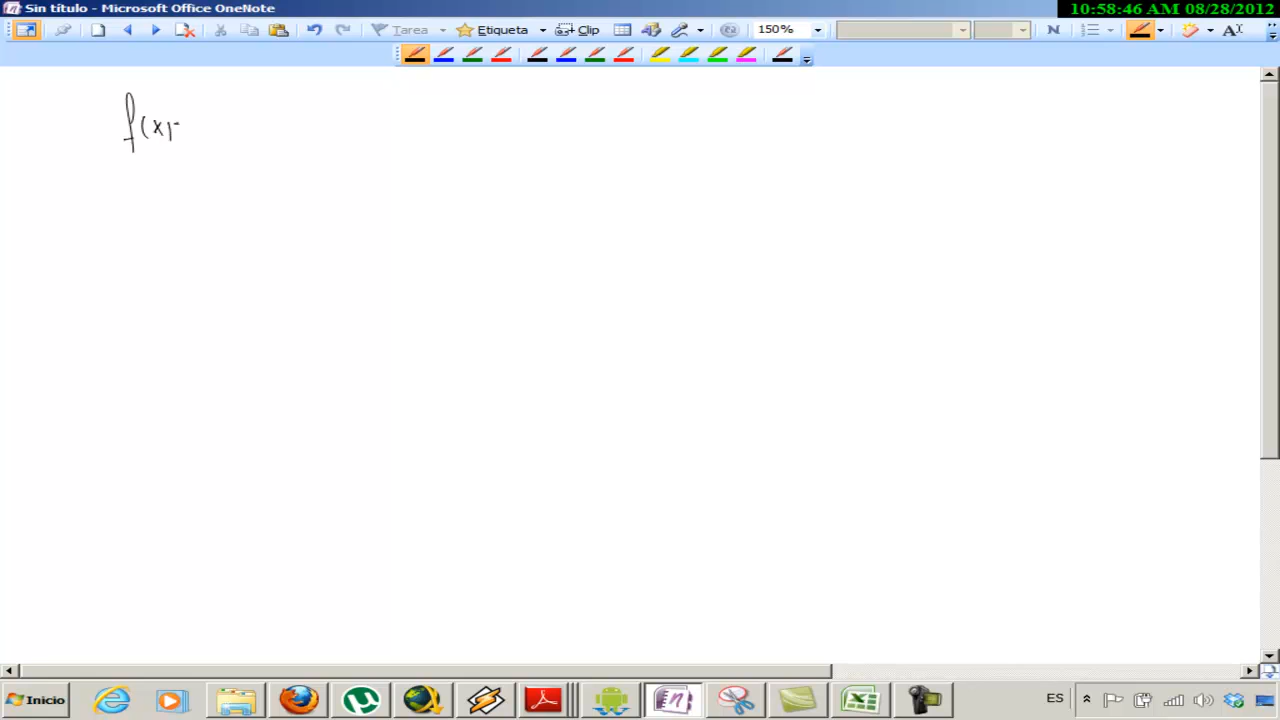 Sin título - Microsoft Office OneNote
10:58:46 AM 08/28/2012
Tarea Etiqueta Clip 150% N A
f(x)-
Inicio
ES